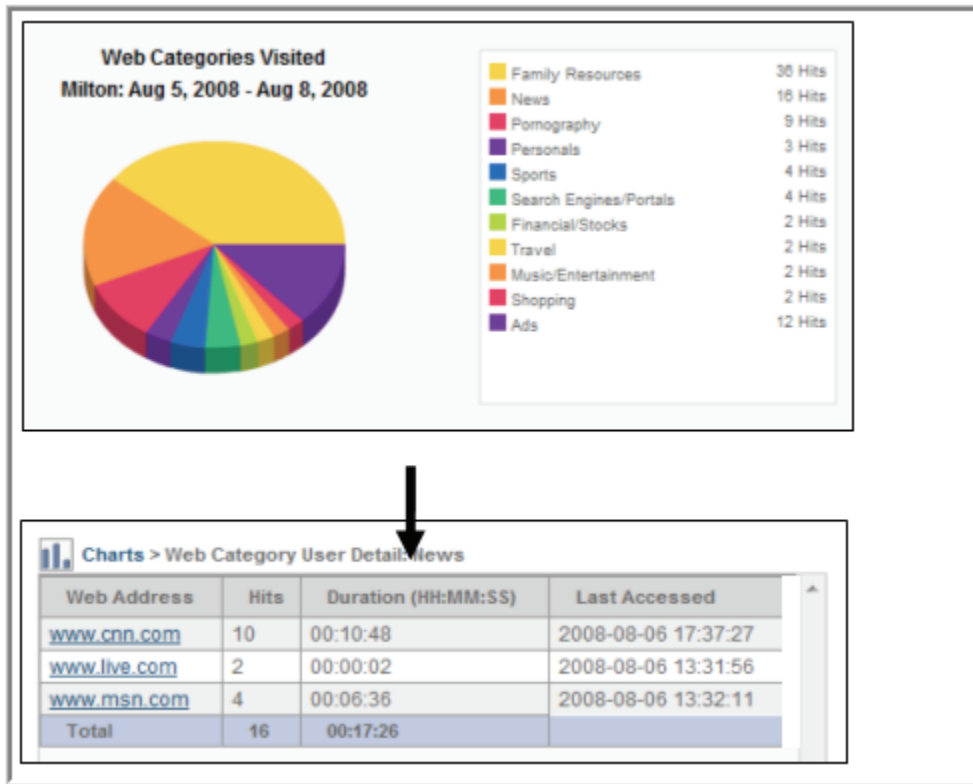 Web Categories Visited
Milton: Aug 5, 2008 - Aug 8, 2008
Family Resources 36 Hits
News 16 Hits
Pornography 9 Hits
Personals 3 Hits
Sports 4 Hits
Search Engines/Portals 4 Hits
Financial/Stocks 2 Hits
Travel 2 Hits
Music/Entertainment 2 Hits
Shopping 2 Hits
Ads 12 Hits
Charts > Web Category User Detail: News
Web Address Hits Duration (HH:MM:SS) Last Accessed
www.cnn.com 10 00:10:48 2008-08-06 17:37:27
www.live.com 2 00:00:02 2008-08-06 13:31:56
www.msn.com 4 00:06:36 2008-08-06 13:32:11
Total 16 00:17:26